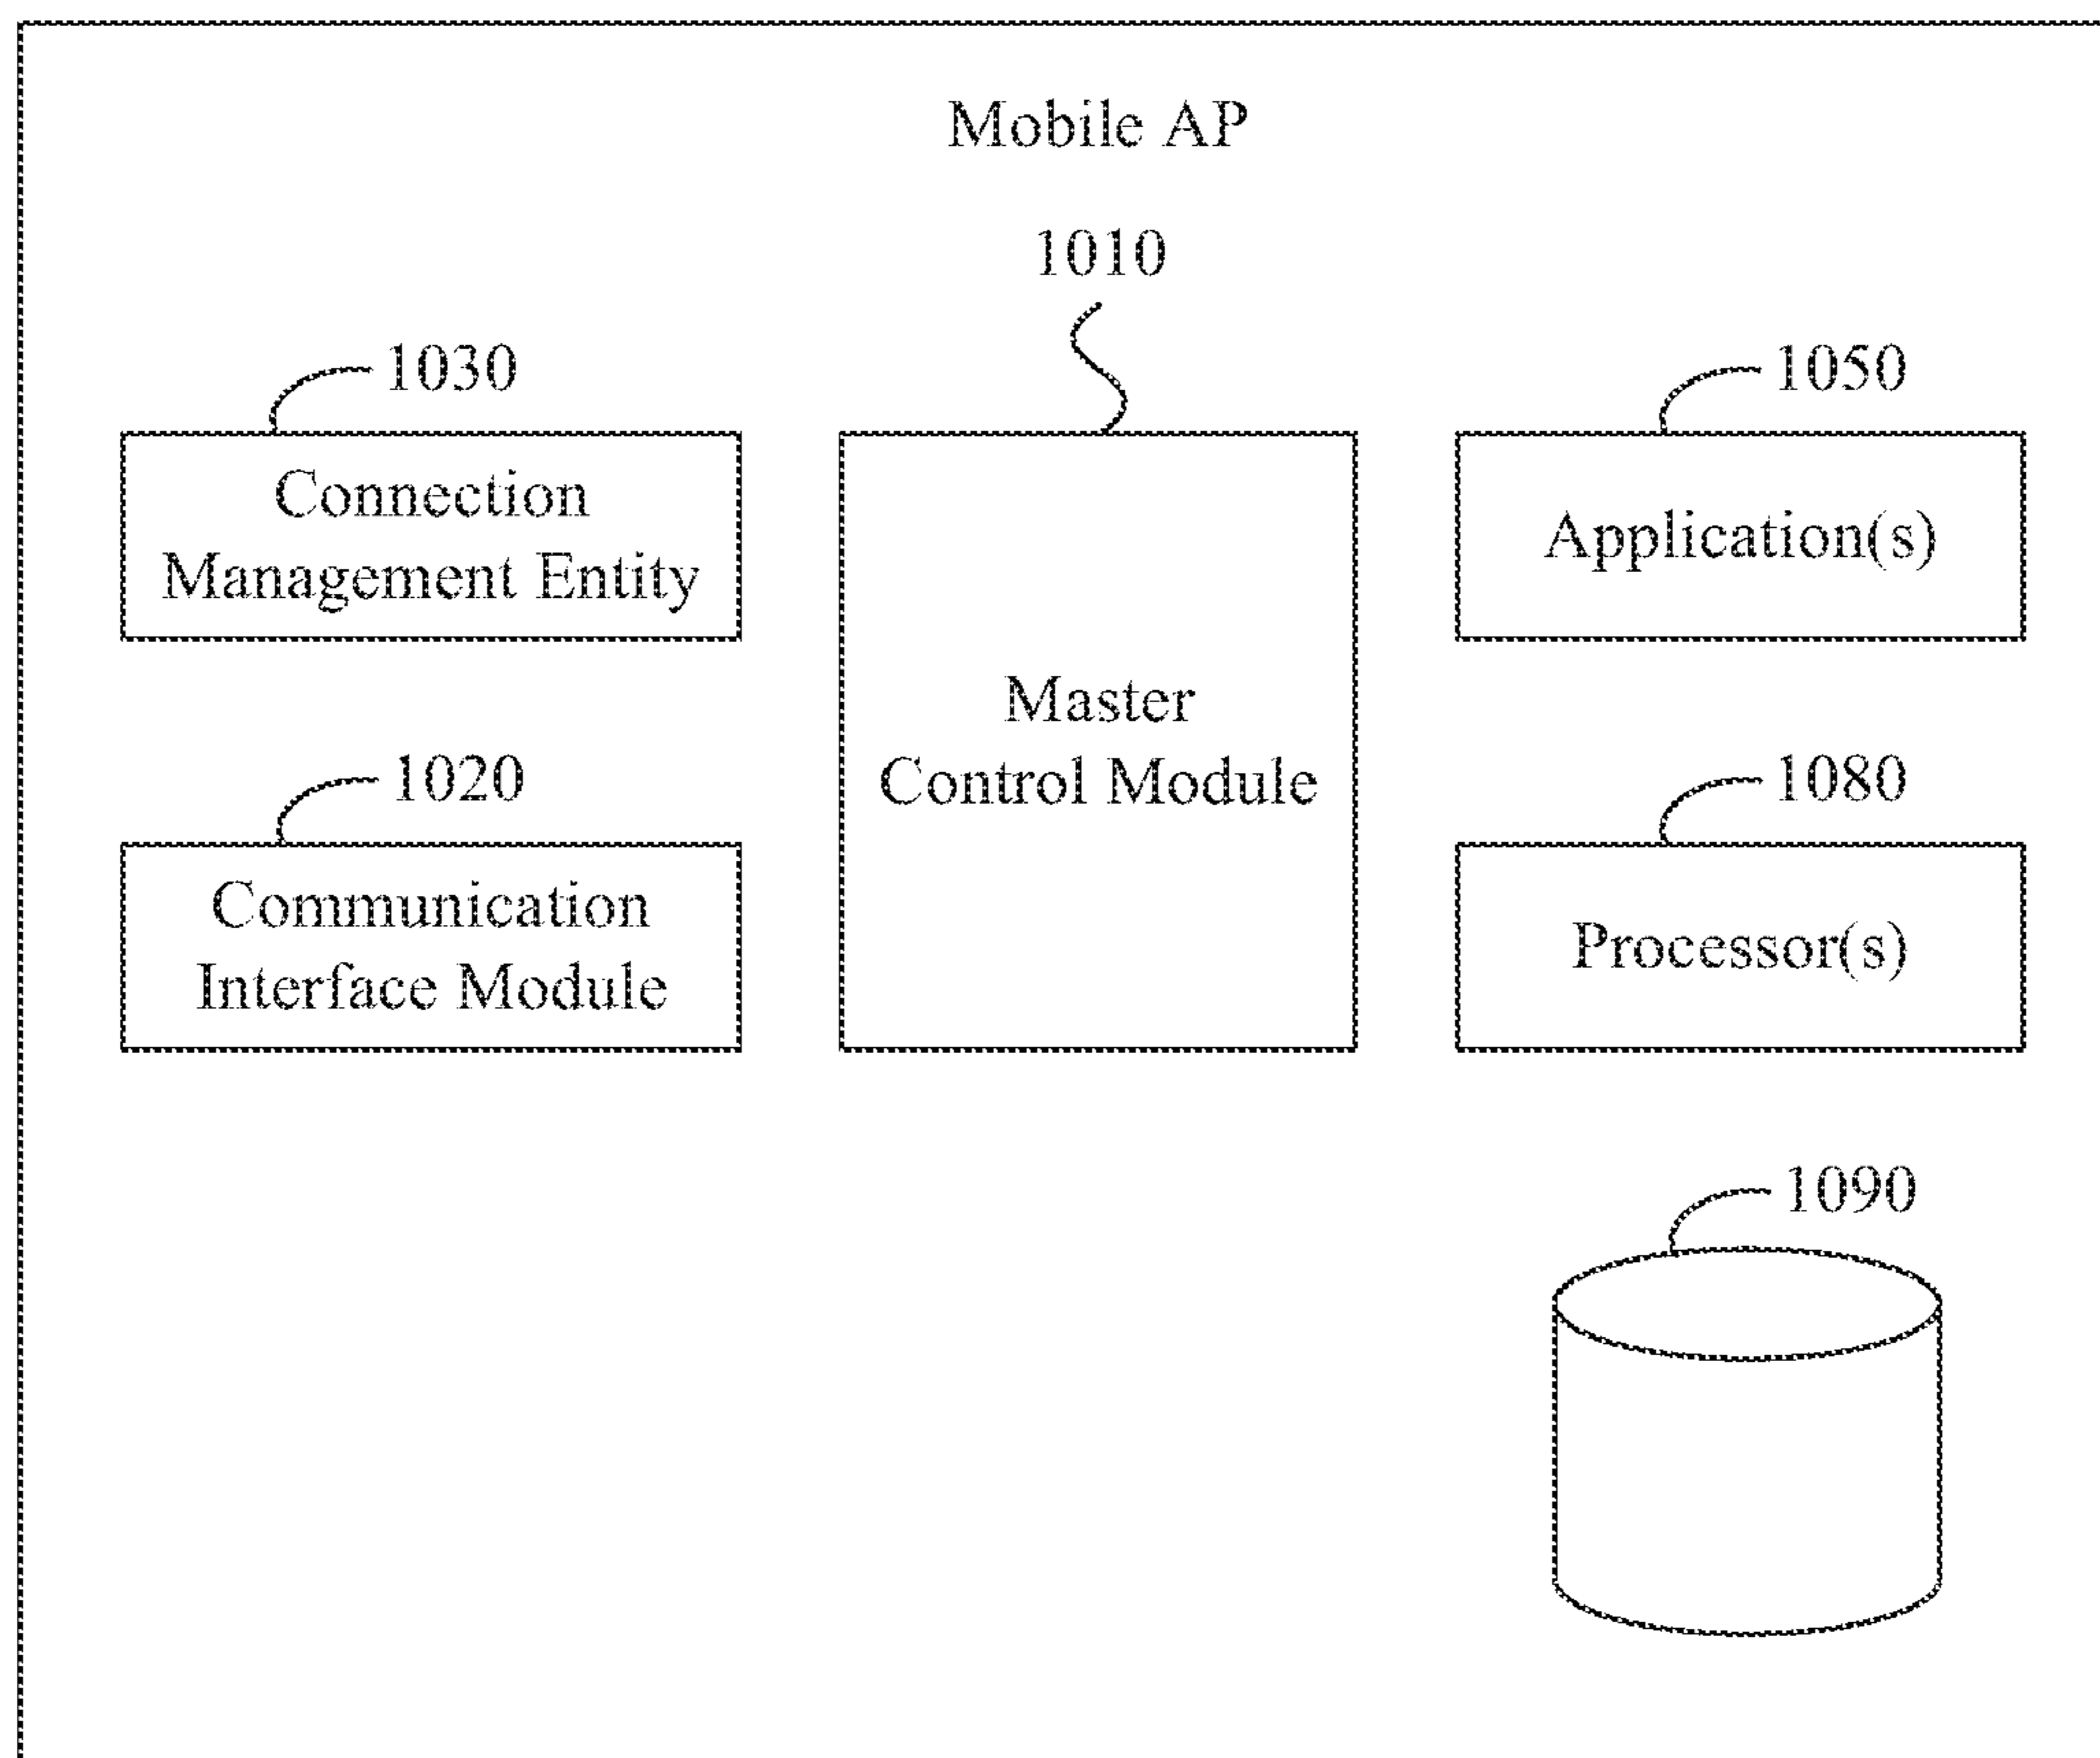 Mobile AP
1010
1030
1050
Connection
Management Entity
Application(s)
Master
Control Module
1020
1080
Communication
Interface Module
Processor(s)
1090